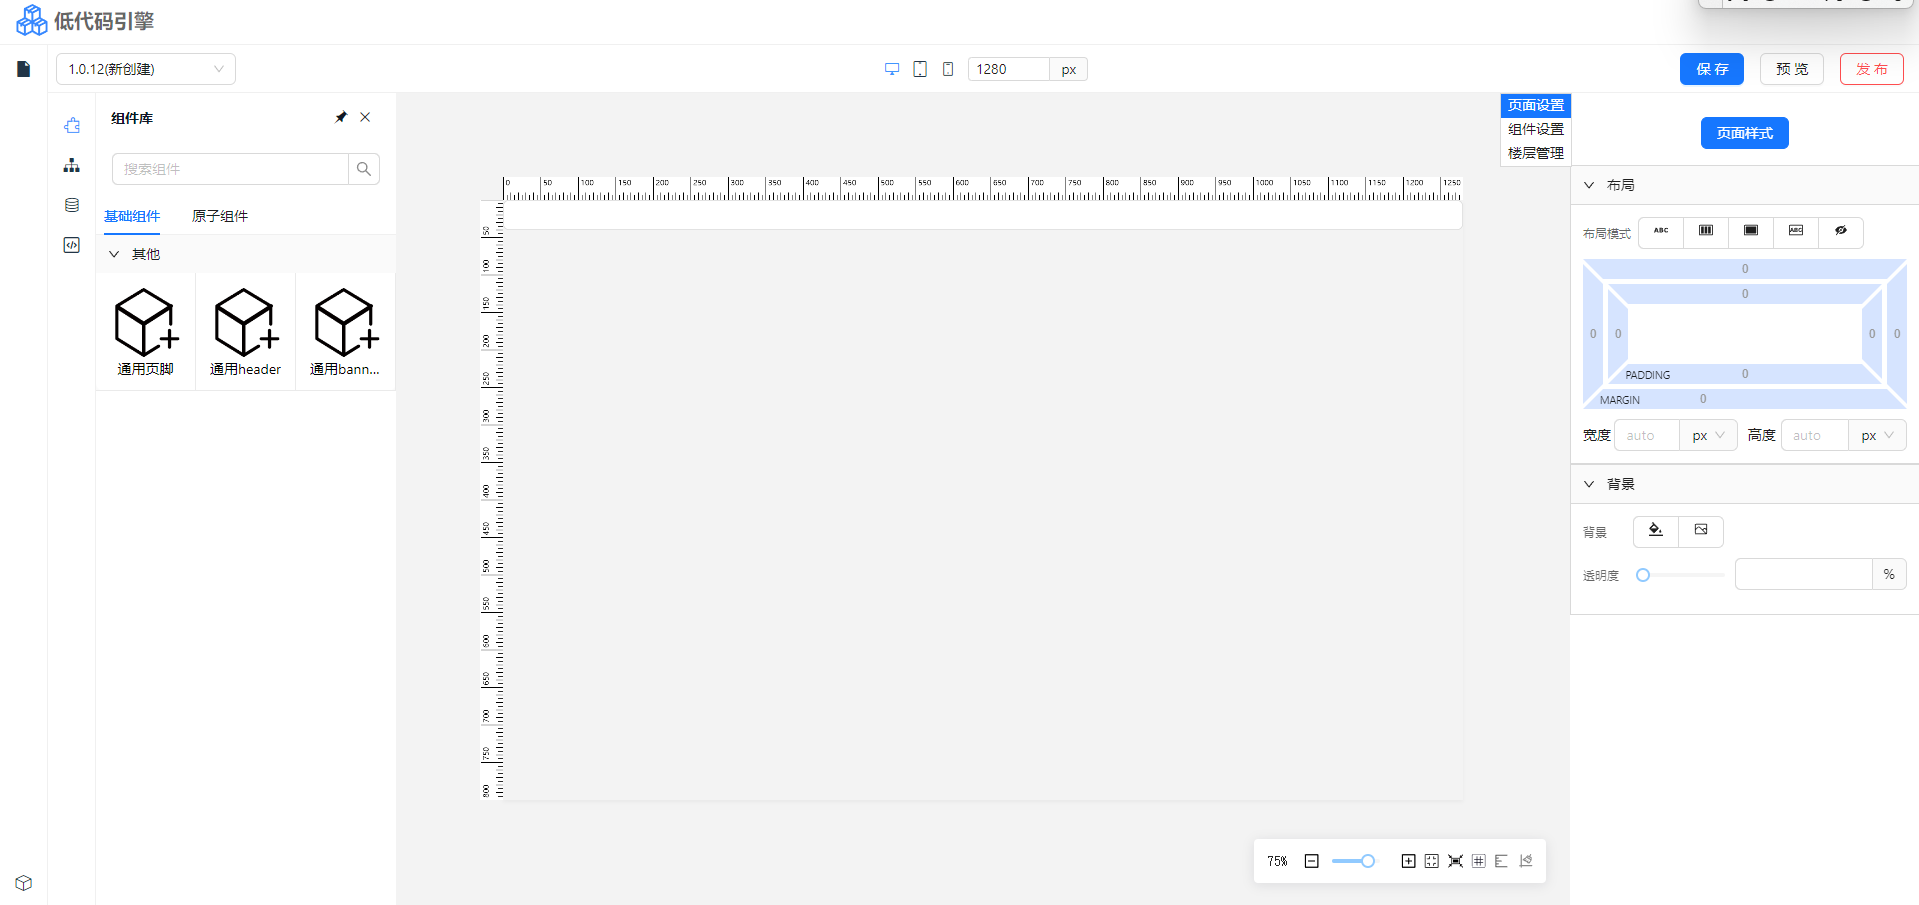 低代码引擎
1.0.12(新创建)
1280 px
保 存
预 览
发 布
组件库
搜索组件
基础组件 原子组件
其他
通用页脚 通用header 通用bann...
页面设置
组件设置
楼层管理
0 50 100 150 200 250 300 350 400 450 500 550 600 650 700 750 800 850 900 950 1000 1050 1100 1150 1200 1250
50
100
150
200
250
300
350
400
450
500
550
600
650
700
750
800
75%
页面样式
布局
布局模式 ABC ABC
0
0
0 0 0 0
PADDING 0
MARGIN 0
宽度 auto px 高度 auto px
背景
背景
透明度 %